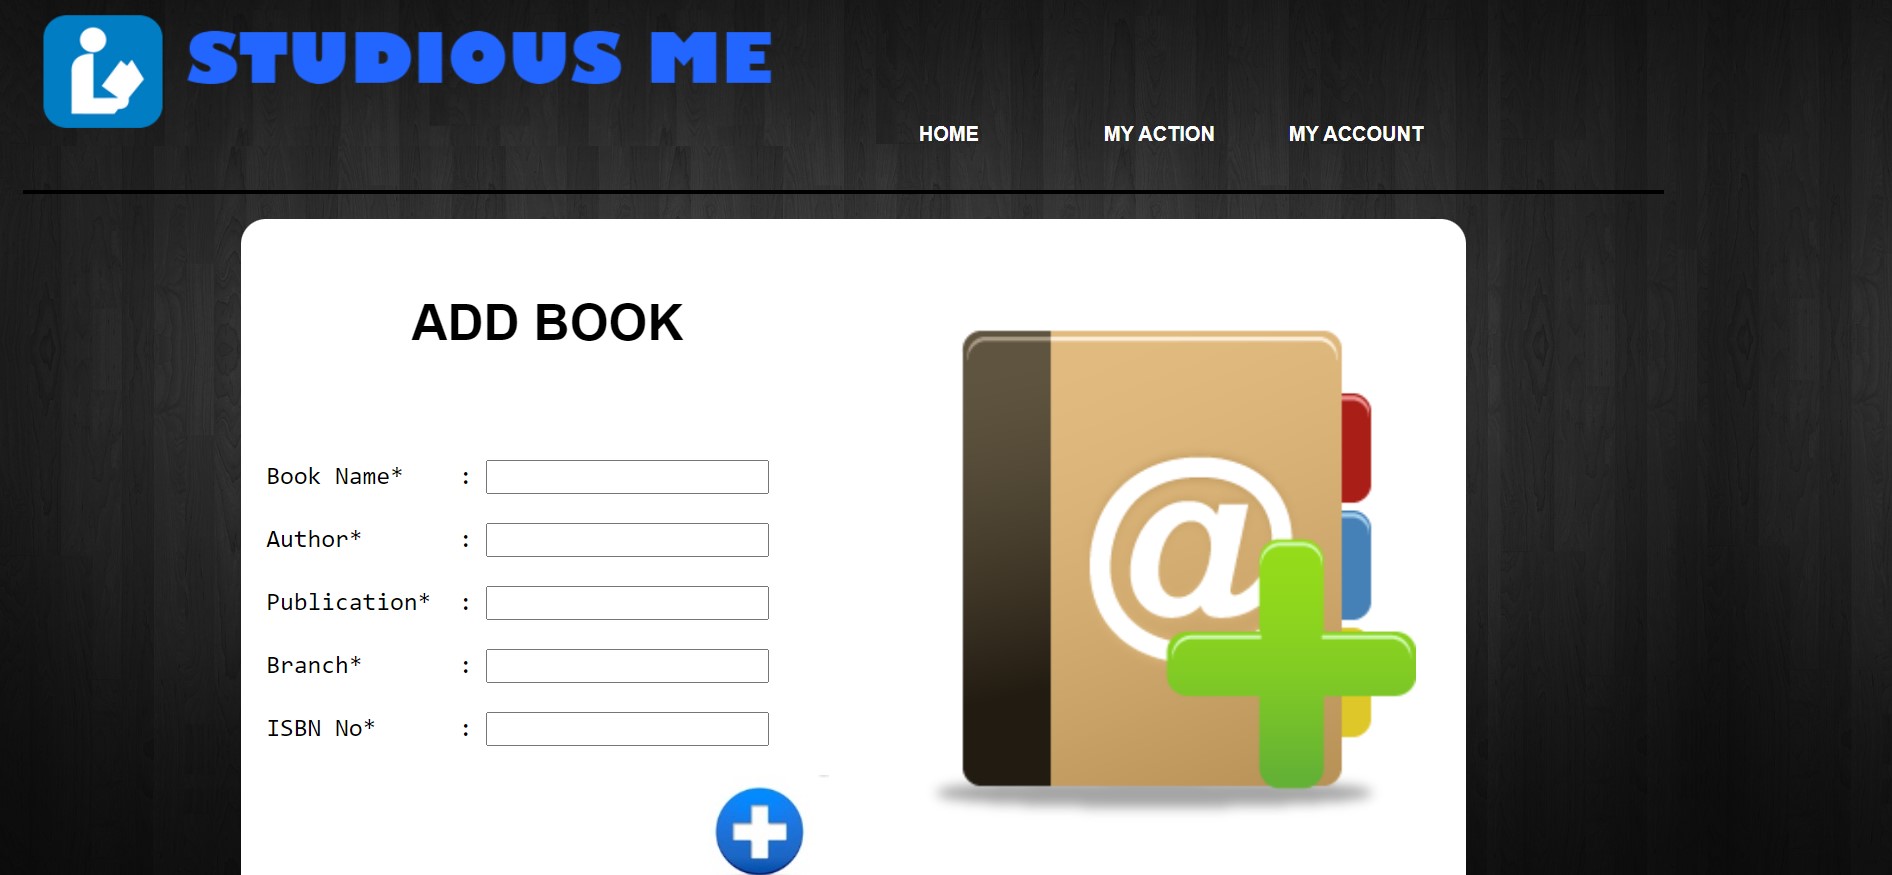 STUDIOUS ME
HOME MY ACTION MY ACCOUNT
ADD BOOK
Book Name* :
Author* :
Publication* :
Branch* :
ISBN No* :
@